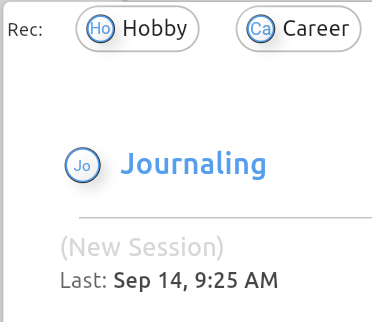 Rec: Ho Hobby Ca Career
Jo Journaling
(New Session)
Last: Sep 14, 9:25 AM